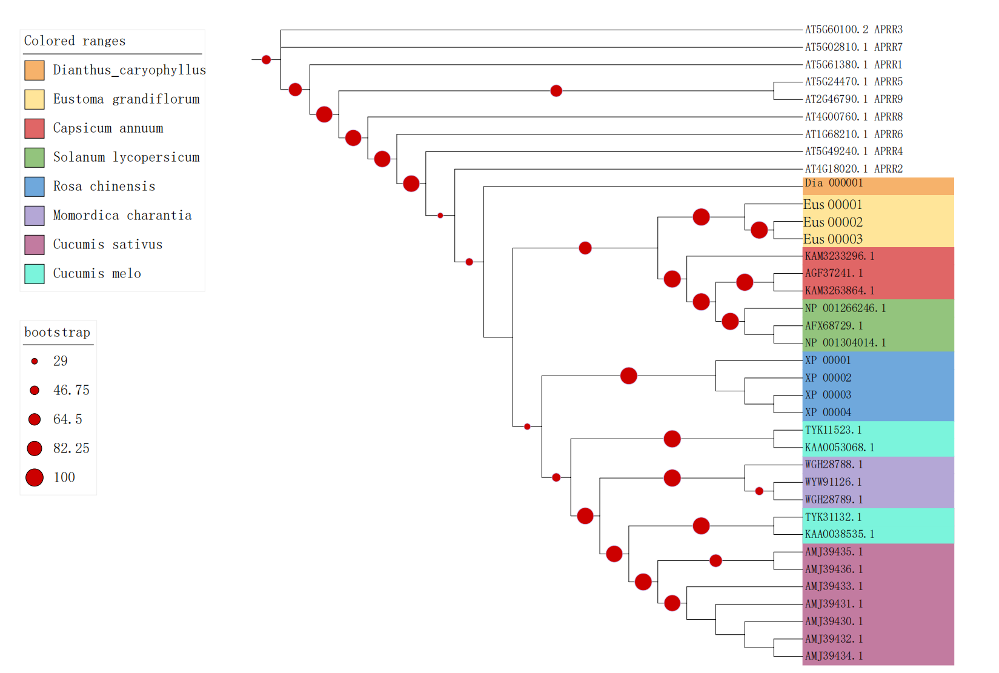 Colored ranges
Dianthus_caryophyllus
Eustoma grandiflorum
Capsicum annuum
Solanum lycopersicum
Rosa chinensis
Momordica charantia
Cucumis sativus
Cucumis melo
bootstrap
29
46.75
64.5
82.25
100
AT5G60100.2 APRR3
AT5G02810.1 APRR7
AT5G61380.1 APRR1
AT5G24470.1 APRR5
AT2G46790.1 APRR9
AT4G00760.1 APRR8
AT1G68210.1 APRR6
AT5G49240.1 APRR4
AT4G18020.1 APRR2
Dia 000001
Eus 00001
Eus 00002
Eus 00003
KAM3233296.1
AGF37241.1
KAM3263864.1
NP 001266246.1
AFX68729.1
NP 001304014.1
XP 00001
XP 00002
XP 00003
XP 00004
TYK11523.1
KAA0053068.1
WGH28788.1
WYW91126.1
WGH28789.1
TYK31132.1
KAA0038535.1
AMJ39435.1
AMJ39436.1
AMJ39433.1
AMJ39431.1
AMJ39430.1
AMJ39432.1
AMJ39434.1